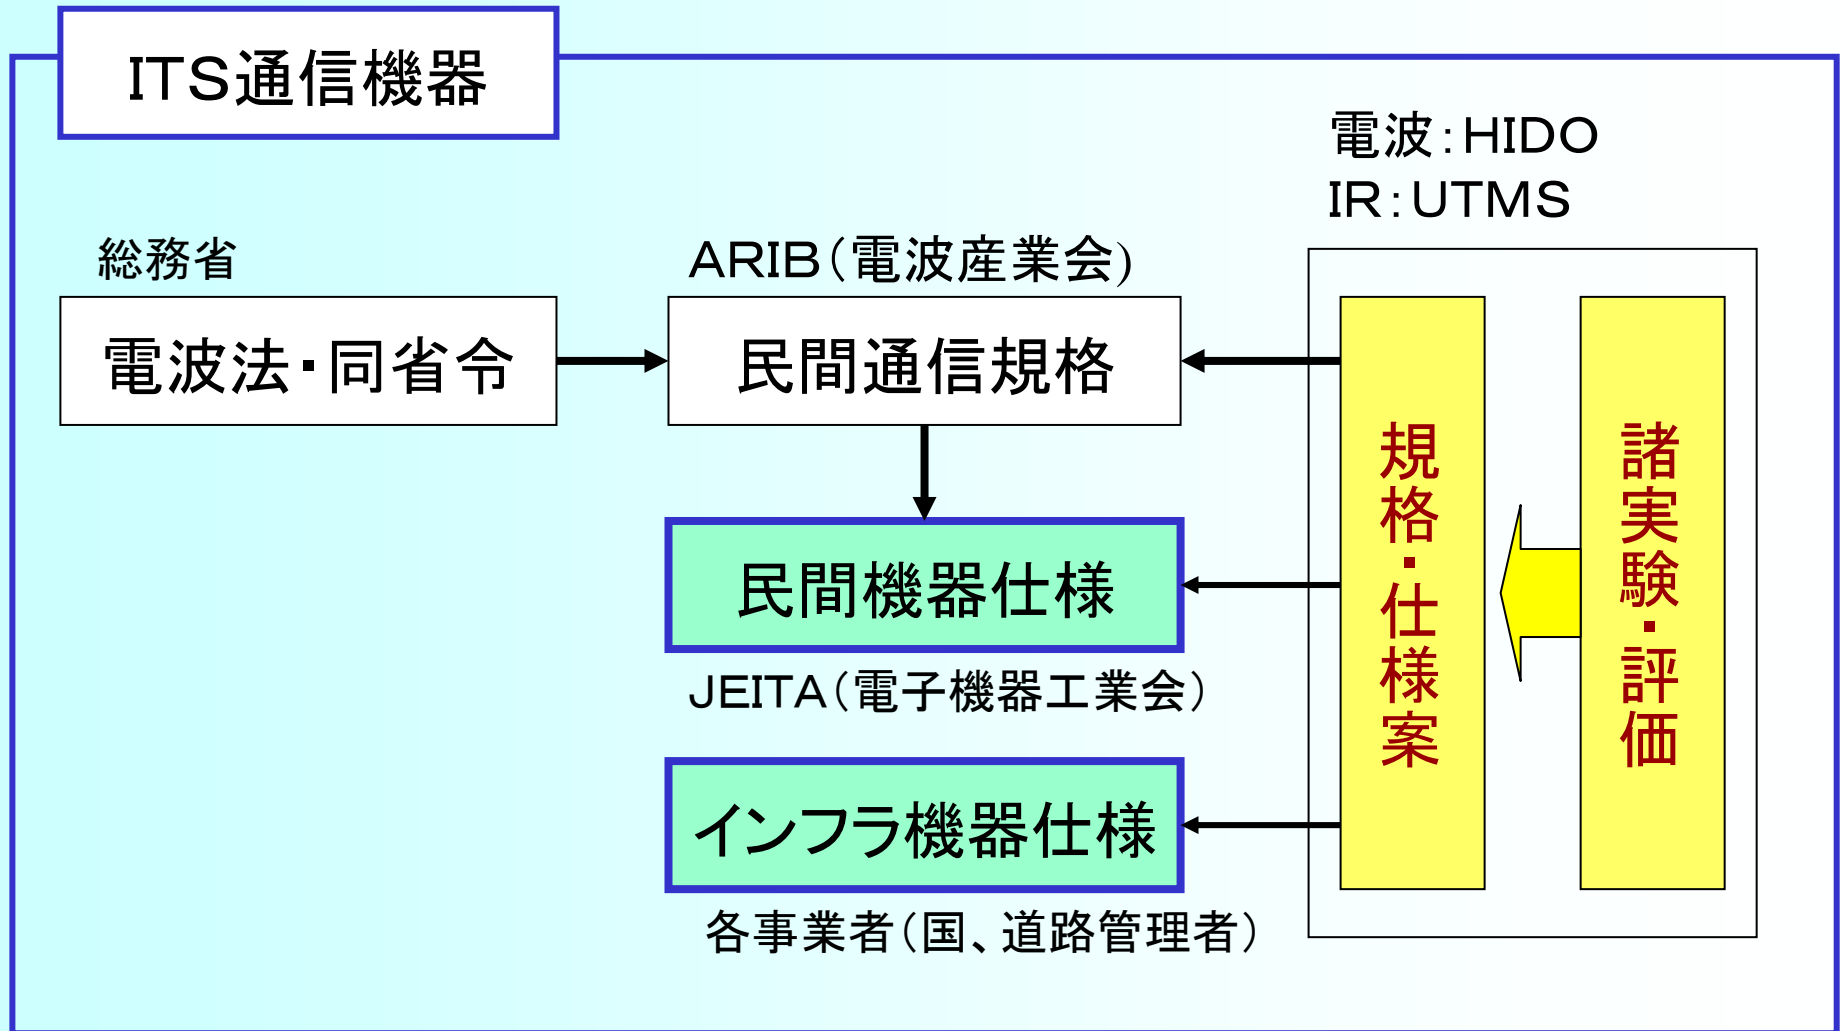 ITS通信機器
電波：HIDO
IR：UTMS
総務省
電波法・同省令
ARIB（電波産業会)
民間通信規格
民間機器仕様
JEITA（電子機器工業会）
インフラ機器仕様
各事業者（国、道路管理者）
規格・仕様案
諸実験・評価